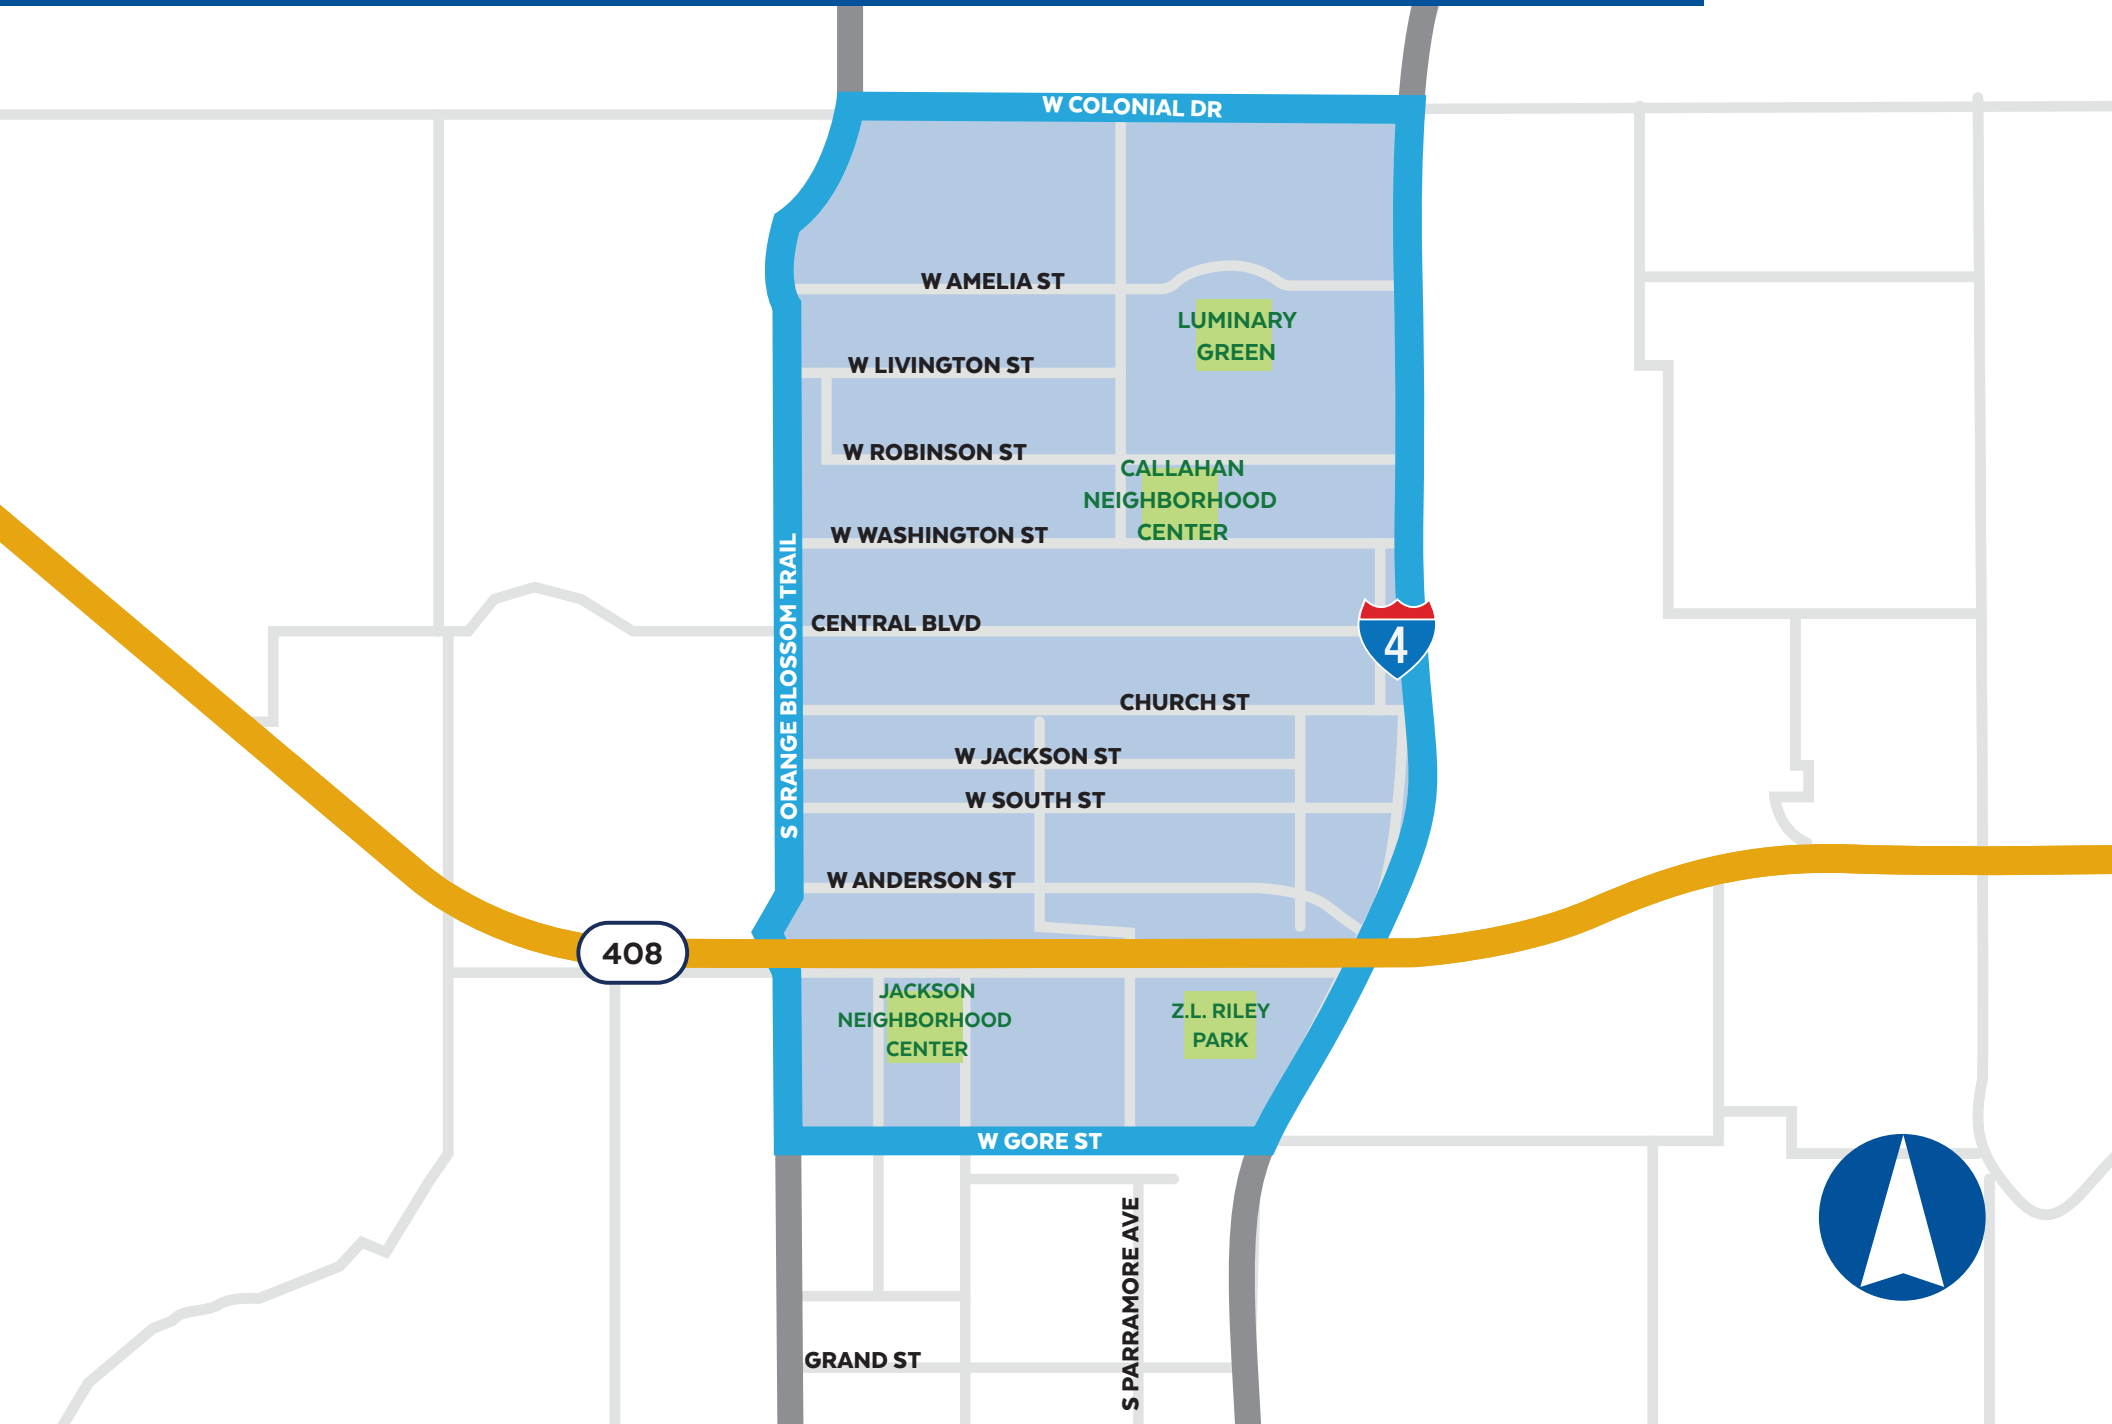 W COLONIAL DR
W AMELIA ST
LUMINARY
GREEN
W LIVINGTON ST
W ROBINSON ST
CALLAHAN
NEIGHBORHOOD
CENTER
W WASHINGTON ST
S ORANGE BLOSSOM TRAIL
CENTRAL BLVD
4
CHURCH ST
W JACKSON ST
W SOUTH ST
W ANDERSON ST
408
JACKSON
NEIGHBORHOOD
CENTER
Z.L. RILEY
PARK
W GORE ST
S PARRAMORE AVE
GRAND ST